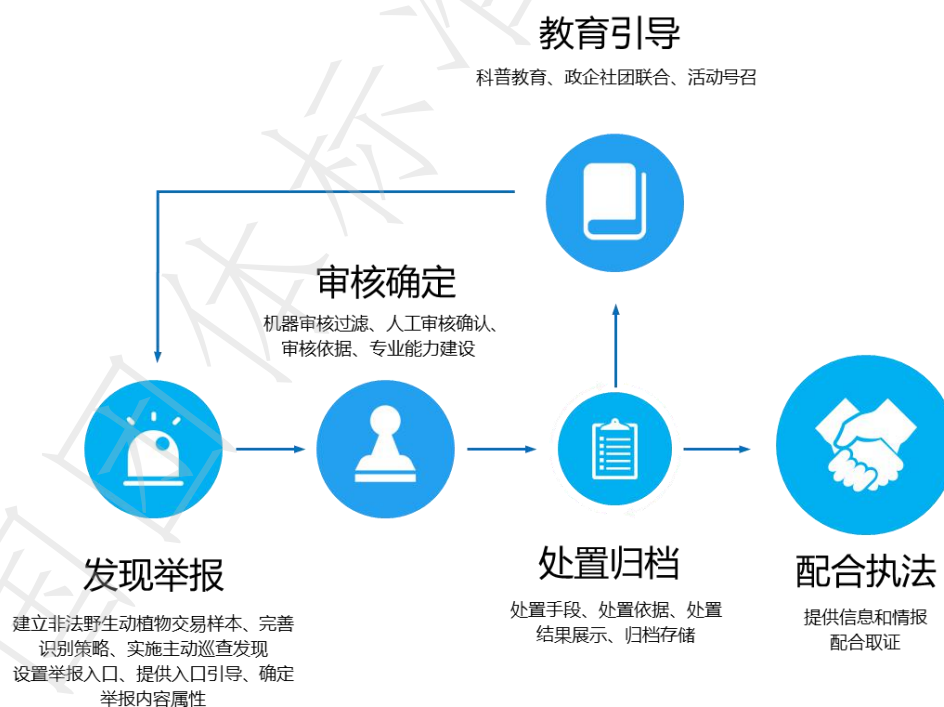 教育引导
科普教育、政企社团联合、活动号召
审核确定
机器审核过滤、人工审核确认、
审核依据、专业能力建设
发现举报
建立非法野生动植物交易样本、完善
识别策略、实施主动巡查发现
设置举报入口、提供入口引导、确定
举报内容属性
处置归档
处置手段、处置依据、处置
结果展示、归档存储
配合执法
提供信息和情报
配合取证
国团体标准